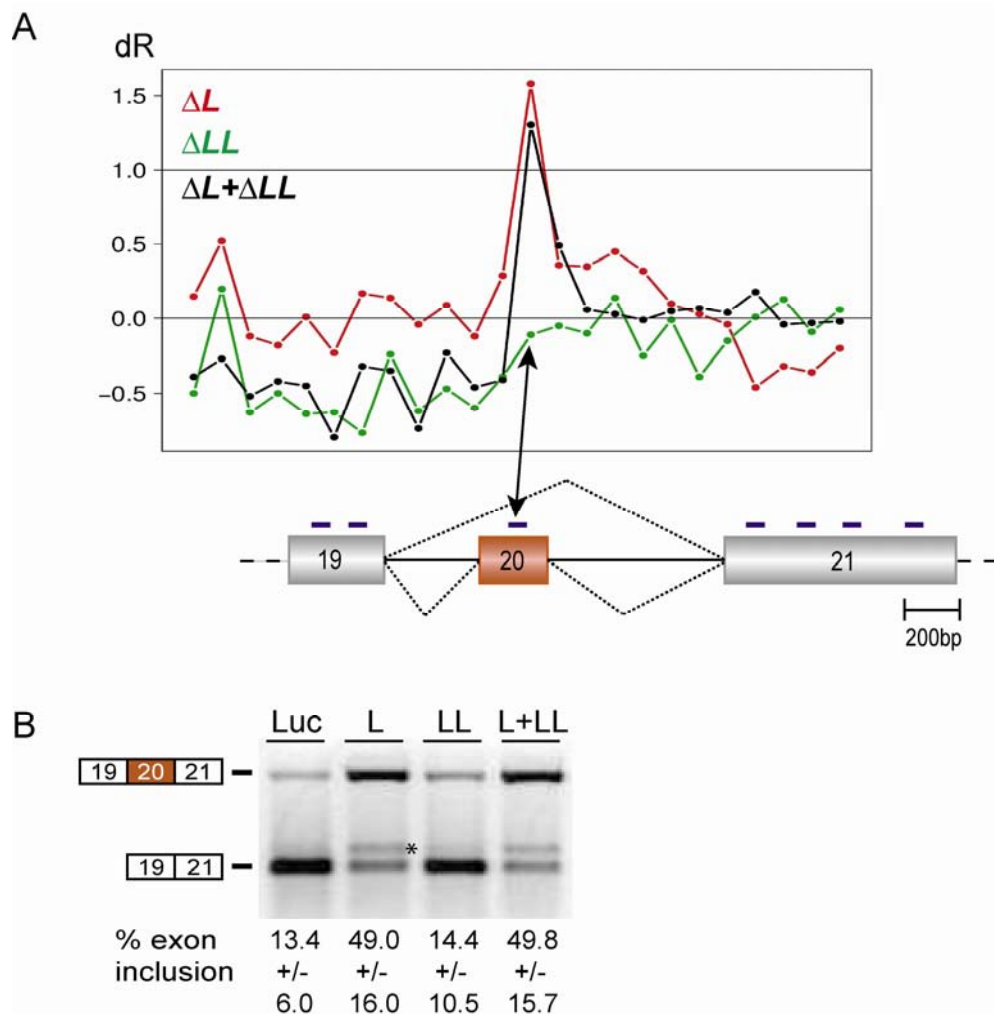 A
dR
1.5
1.0
0.5
0.0
−0.5
ΔL
ΔLL
ΔL+ΔLL
19
20
21
200bp
B
Luc L LL L+LL
19 20 21
19 21
*
% exon inclusion
13.4 49.0 14.4 49.8
+/- +/- +/- +/-
6.0 16.0 10.5 15.7